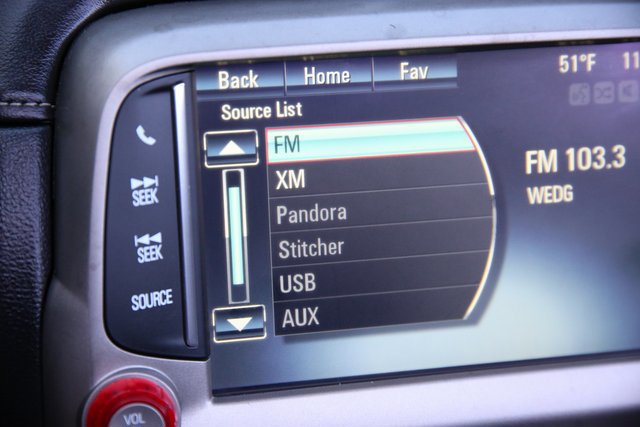 Back Home Fav
51°F 11
Source List
FM
XM
Pandora
Stitcher
USB
AUX
FM 103.3
WEDG
SEEK
SEEK
SOURCE
VOL